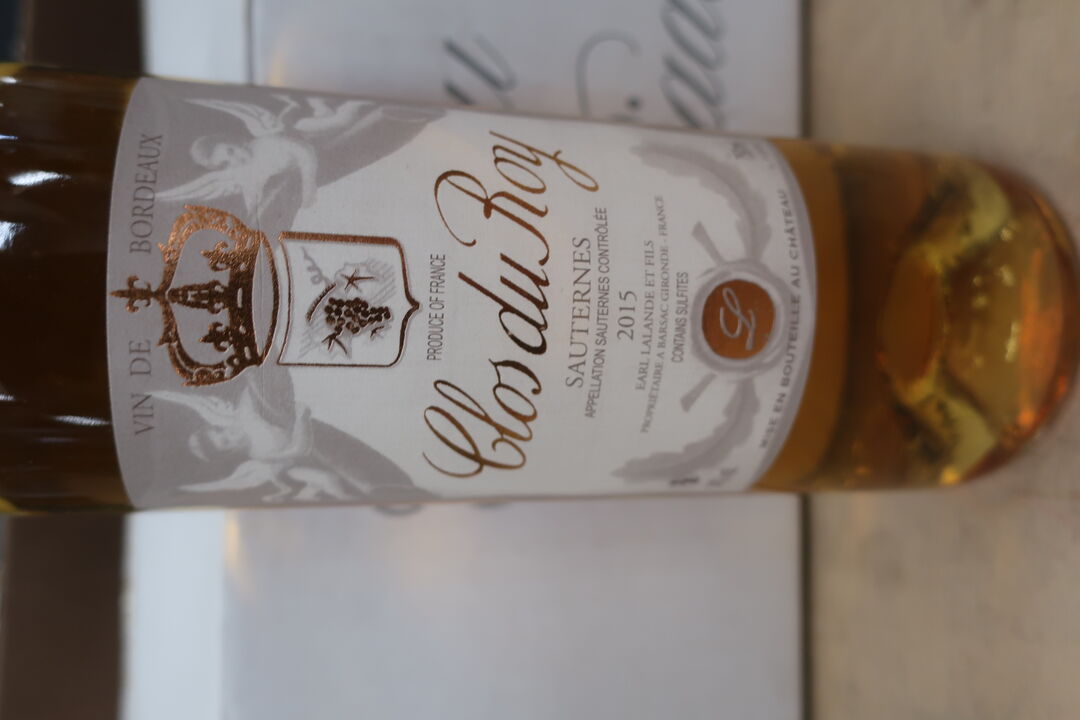 VIN DE BORDEAUX
PRODUCE OF FRANCE
Clos du Roy
SAUTERNES
APPELLATION SAUTERNES CONTRÔLÉE
2015
EARL LALANDE ET FILS
PROPRIÉTAIRE A BARSAC GIRONDE - FRANCE
CONTAINS SULFITES
L
MISE EN BOUTEILLE AU CHÂTEAU